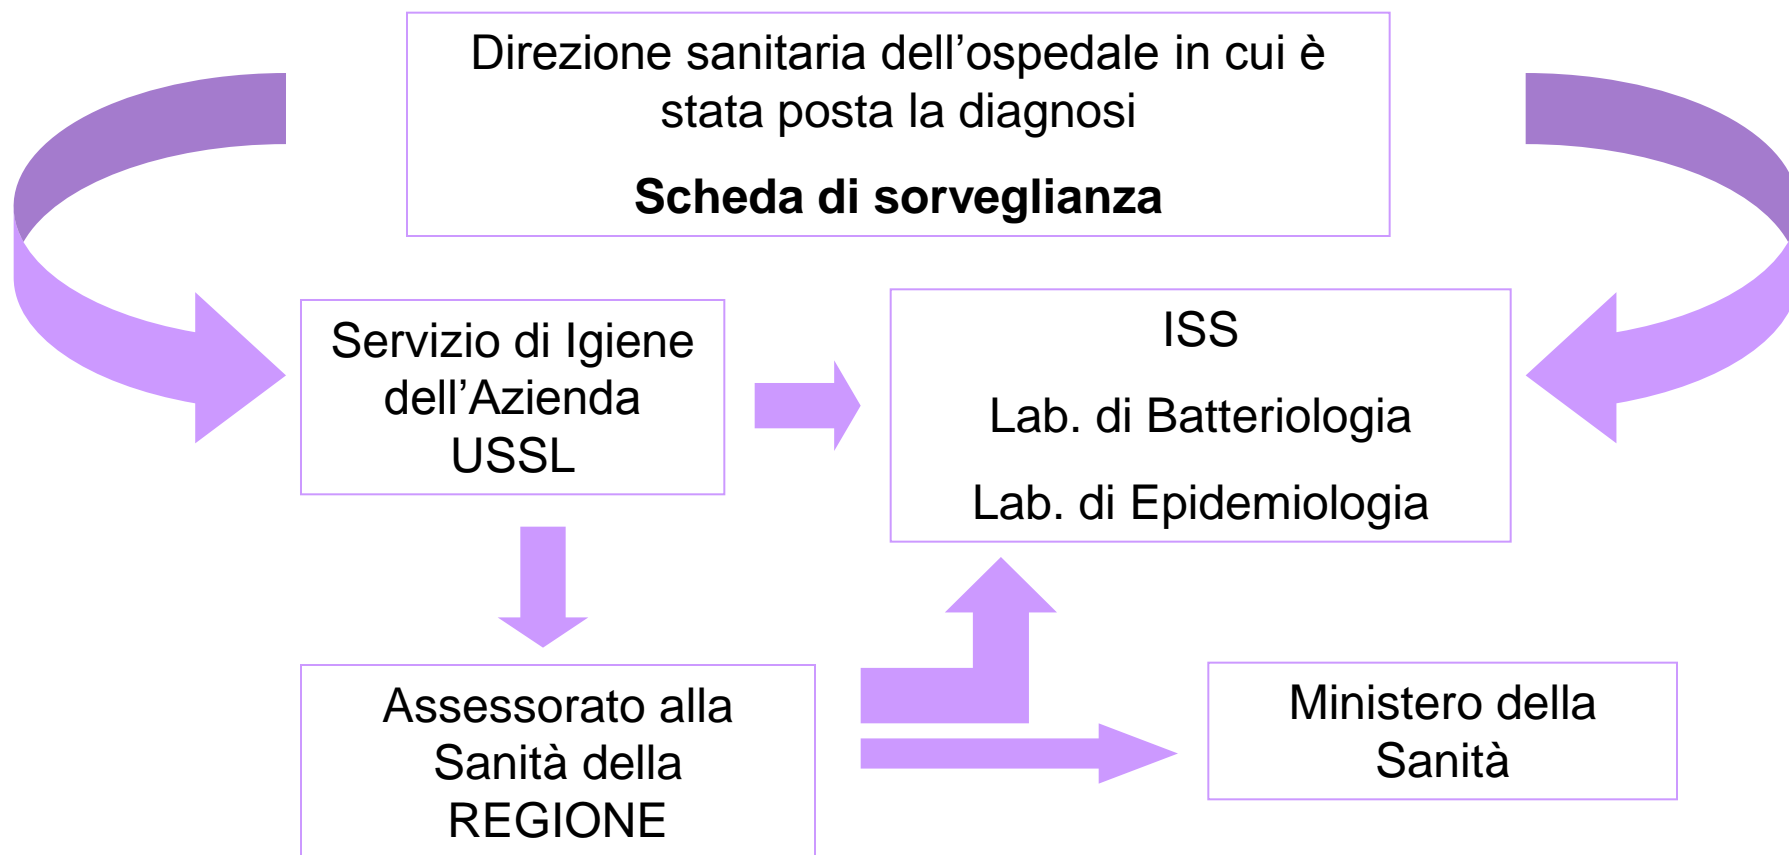 Direzione sanitaria dell’ospedale in cui è
stata posta la diagnosi
Scheda di sorveglianza
Servizio di Igiene
dell’Azienda
USSL
ISS
Lab. di Batteriologia
Lab. di Epidemiologia
Assessorato alla
Sanità della
REGIONE
Ministero della
Sanità